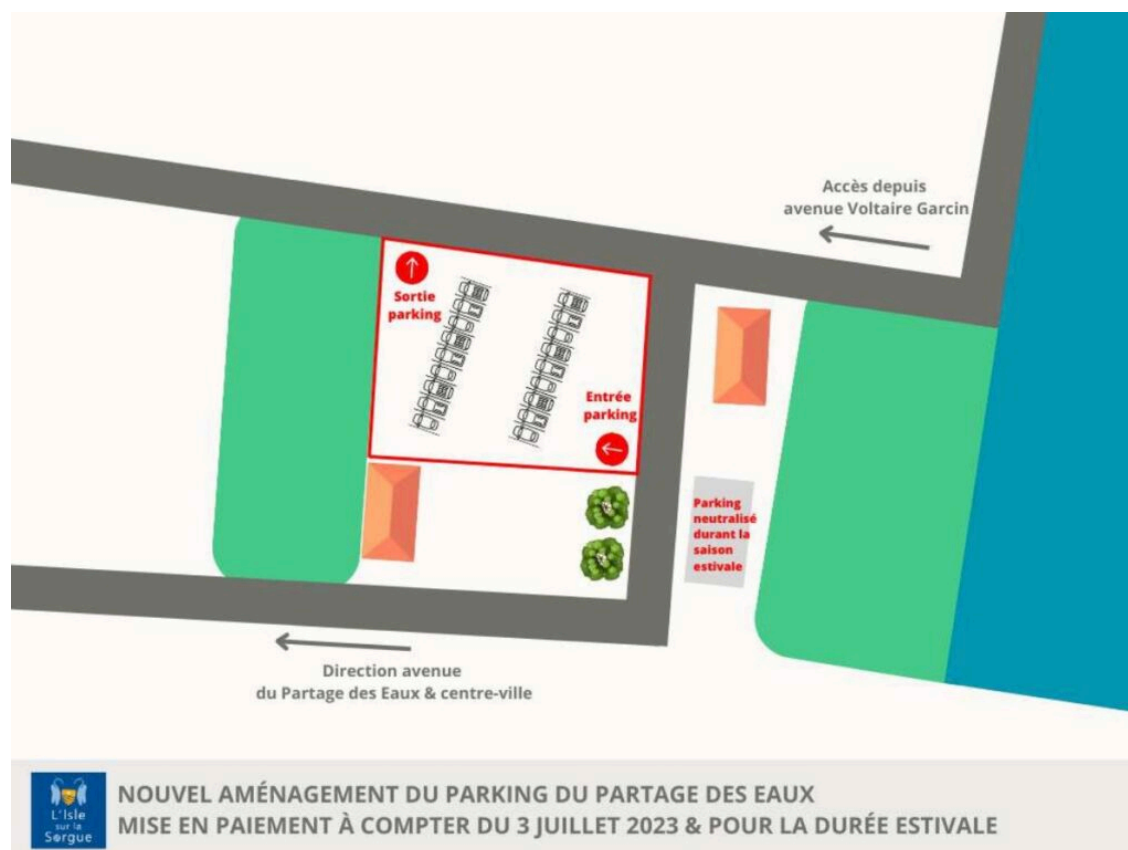 Accès depuis
avenue Voltaire Garcin
Sortie
parking
Entrée
parking
Parking
neutralisé
durant la
saison
estivale
Direction avenue
du Partage des Eaux & centre-ville
L'Isle
sur la
Sorgue
NOUVEL AMÉNAGEMENT DU PARKING DU PARTAGE DES EAUX
MISE EN PAIEMENT À COMPTER DU 3 JUILLET 2023 & POUR LA DURÉE ESTIVALE